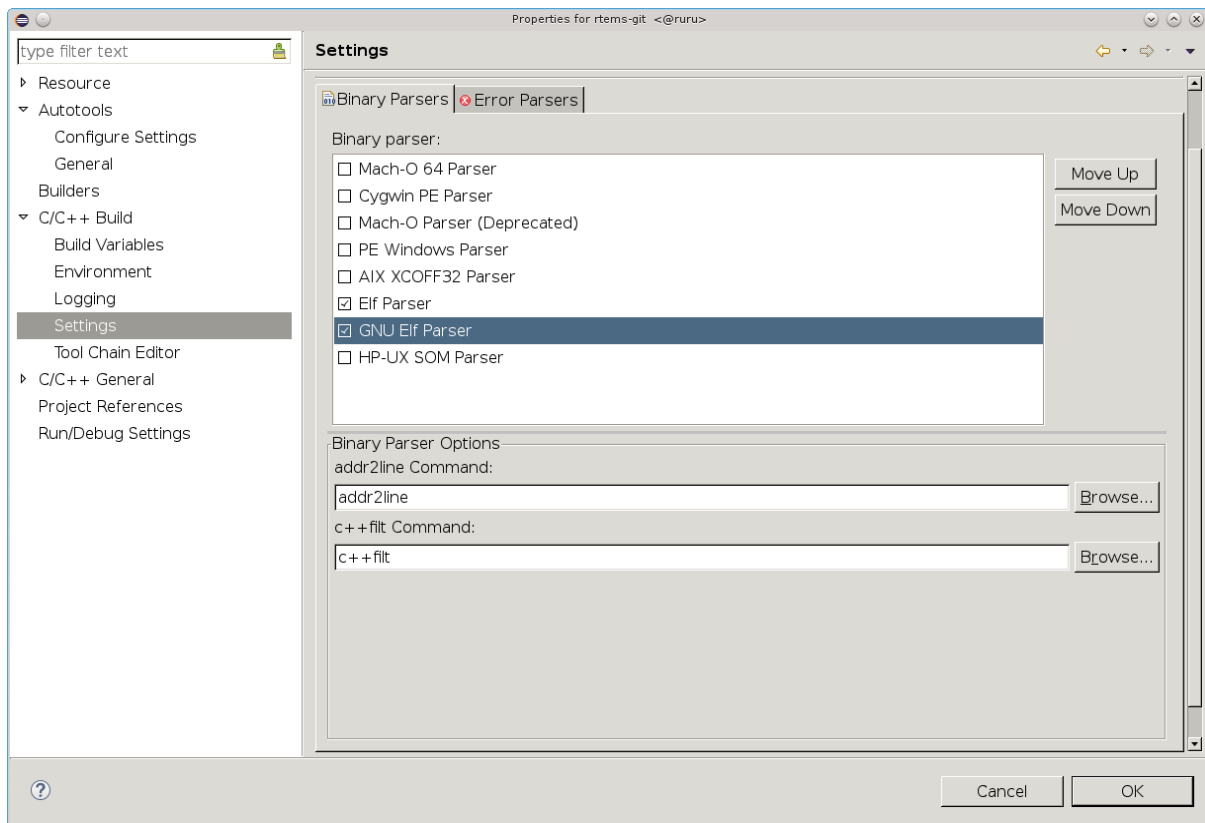 Properties for rtems-git <@ruru>
type filter text
Resource
Autotools
Configure Settings
General
Builders
C/C++ Build
Build Variables
Environment
Logging
Settings
Tool Chain Editor
C/C++ General
Project References
Run/Debug Settings
Settings
Binary Parsers
Error Parsers
Binary parser:
Mach-O 64 Parser
Cygwin PE Parser
Mach-O Parser (Deprecated)
PE Windows Parser
AIX XCOFF32 Parser
Elf Parser
GNU Elf Parser
HP-UX SOM Parser
Move Up
Move Down
Binary Parser Options
addr2line Command:
addr2line
Browse...
c++filt Command:
c++filt
Browse...
Cancel
OK